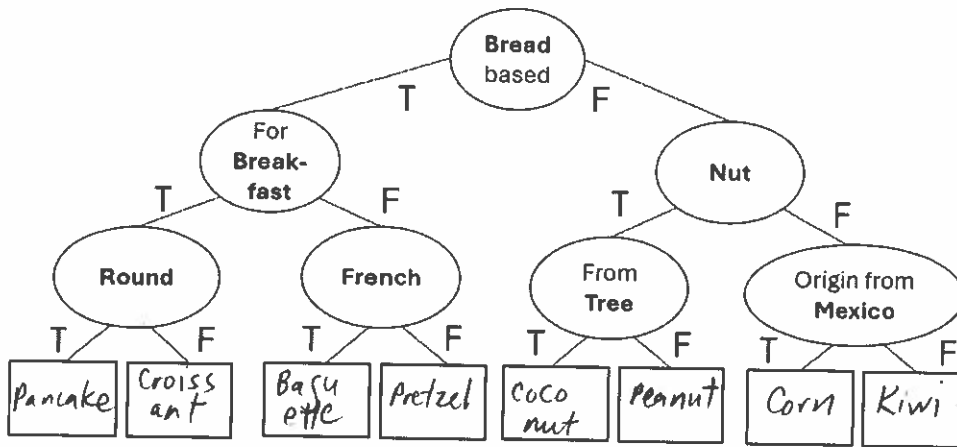 Bread
based
T
F
For
Break-
fast
Nut
T
F
T
F
Round
French
From
Tree
Origin from
Mexico
T
F
T
F
T
F
T
F
Pancake
Croiss
ant
Bagu
ette
Pretzel
Coco
nut
Peanut
Corn
Kiwi